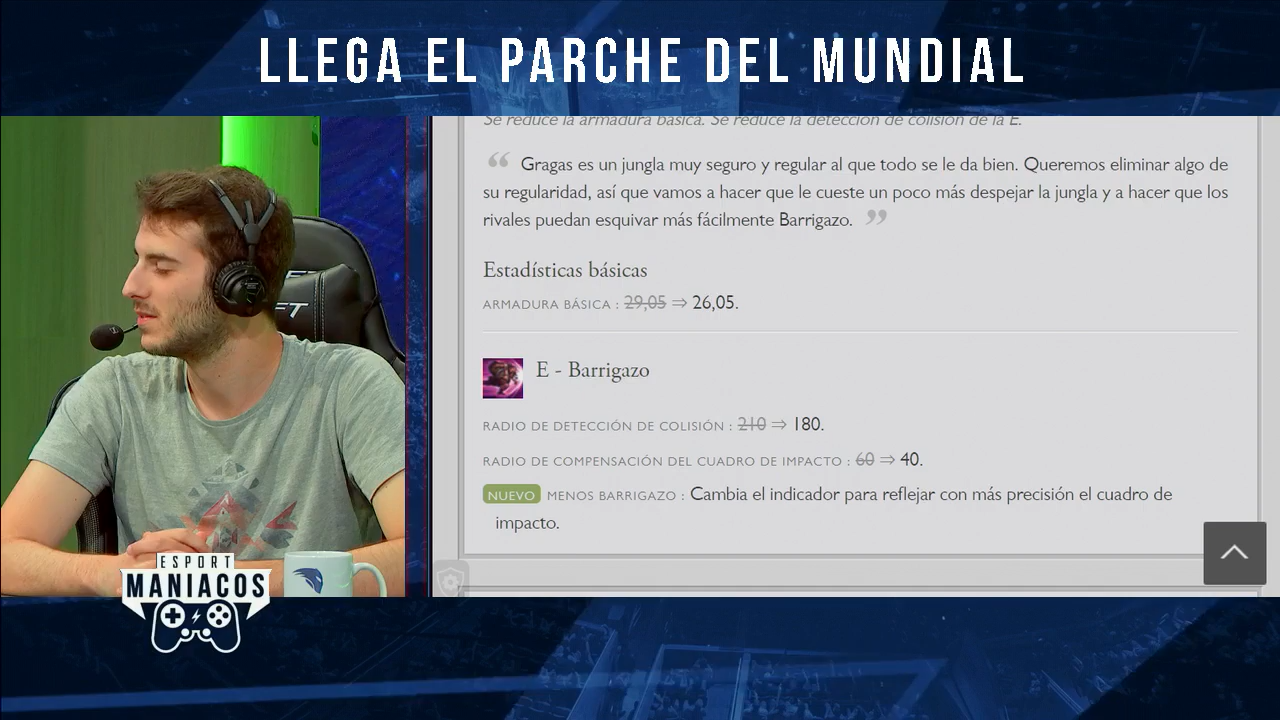 LLEGA EL PARCHE DEL MUNDIAL
Se reduce la armadura básica. Se reduce la detección de colisión de la E.
“ Gragas es un jungla muy seguro y regular al que todo se le da bien. Queremos eliminar algo de
su regularidad, así que vamos a hacer que le cueste un poco más despejar la jungla y a hacer que los
rivales puedan esquivar más fácilmente Barrigazo. ”
Estadísticas básicas
ARMADURA BÁSICA : 29,05 ⇒ 26,05.
E - Barrigazo
RADIO DE DETECCIÓN DE COLISIÓN : 210 ⇒ 180.
RADIO DE COMPENSACIÓN DEL CUADRO DE IMPACTO : 60 ⇒ 40.
NUEVO MENOS BARRIGAZO : Cambia el indicador para reflejar con más precisión el cuadro de
impacto.
ESPORT
MANIACOS